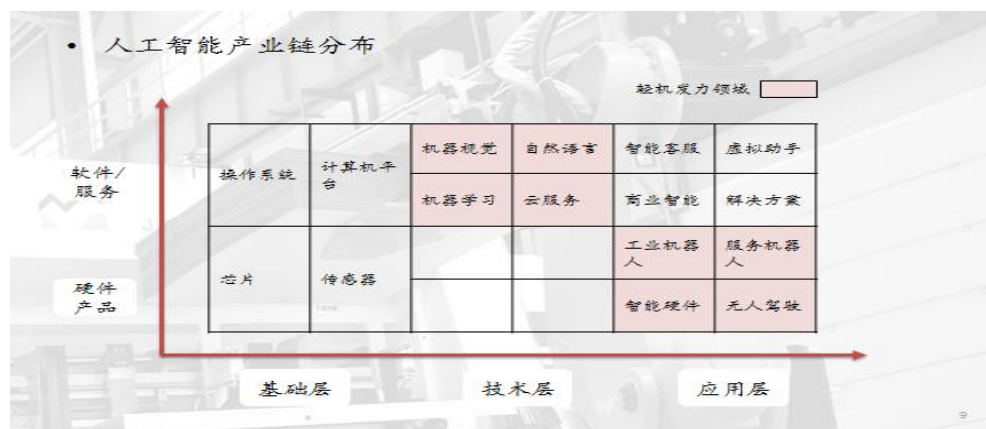 • 人工智能产业链分布
轻机发力领域
软件/
服务
操作系统
计算机平
台
机器视觉
自然语言
智能客服
虚拟助手
机器学习
云服务
商业智能
解决方案
硬件
产品
芯片
传感器
工业机器
人
服务机器
人
智能硬件
无人驾驶
基础层
技术层
应用层
9